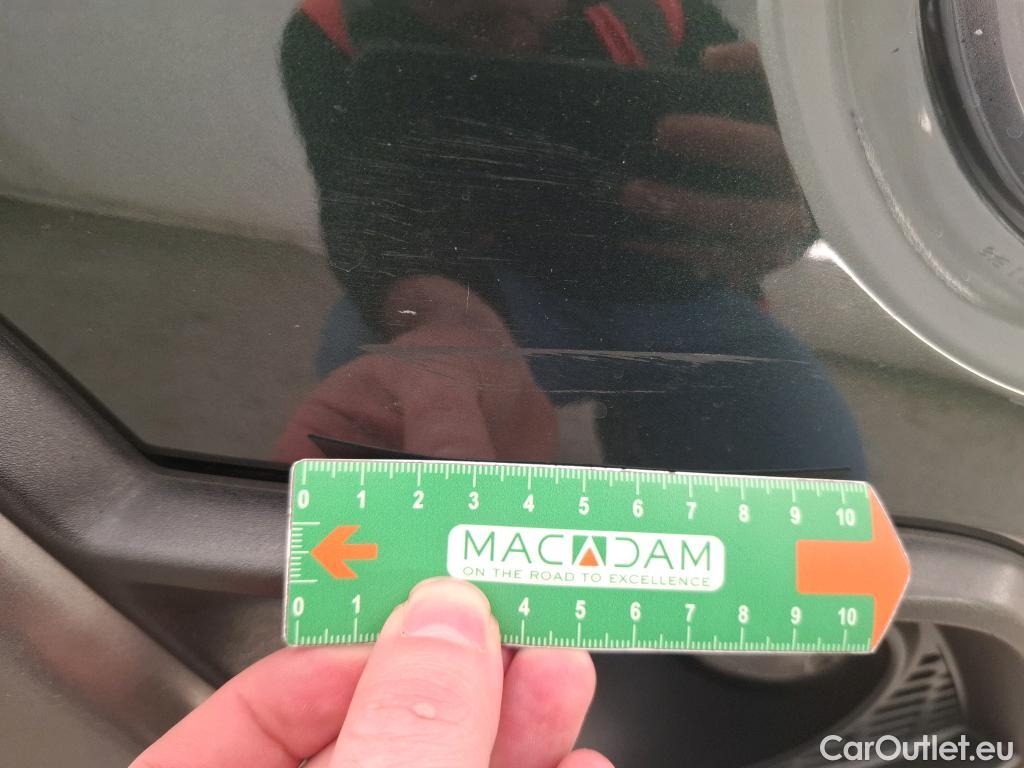 0 1 2 3 4 5 6 7 8 9 10
MACADAM
ON THE ROAD TO EXCELLENCE
0 1 4 5 6 7 8 9 10
CarOutlet.eu